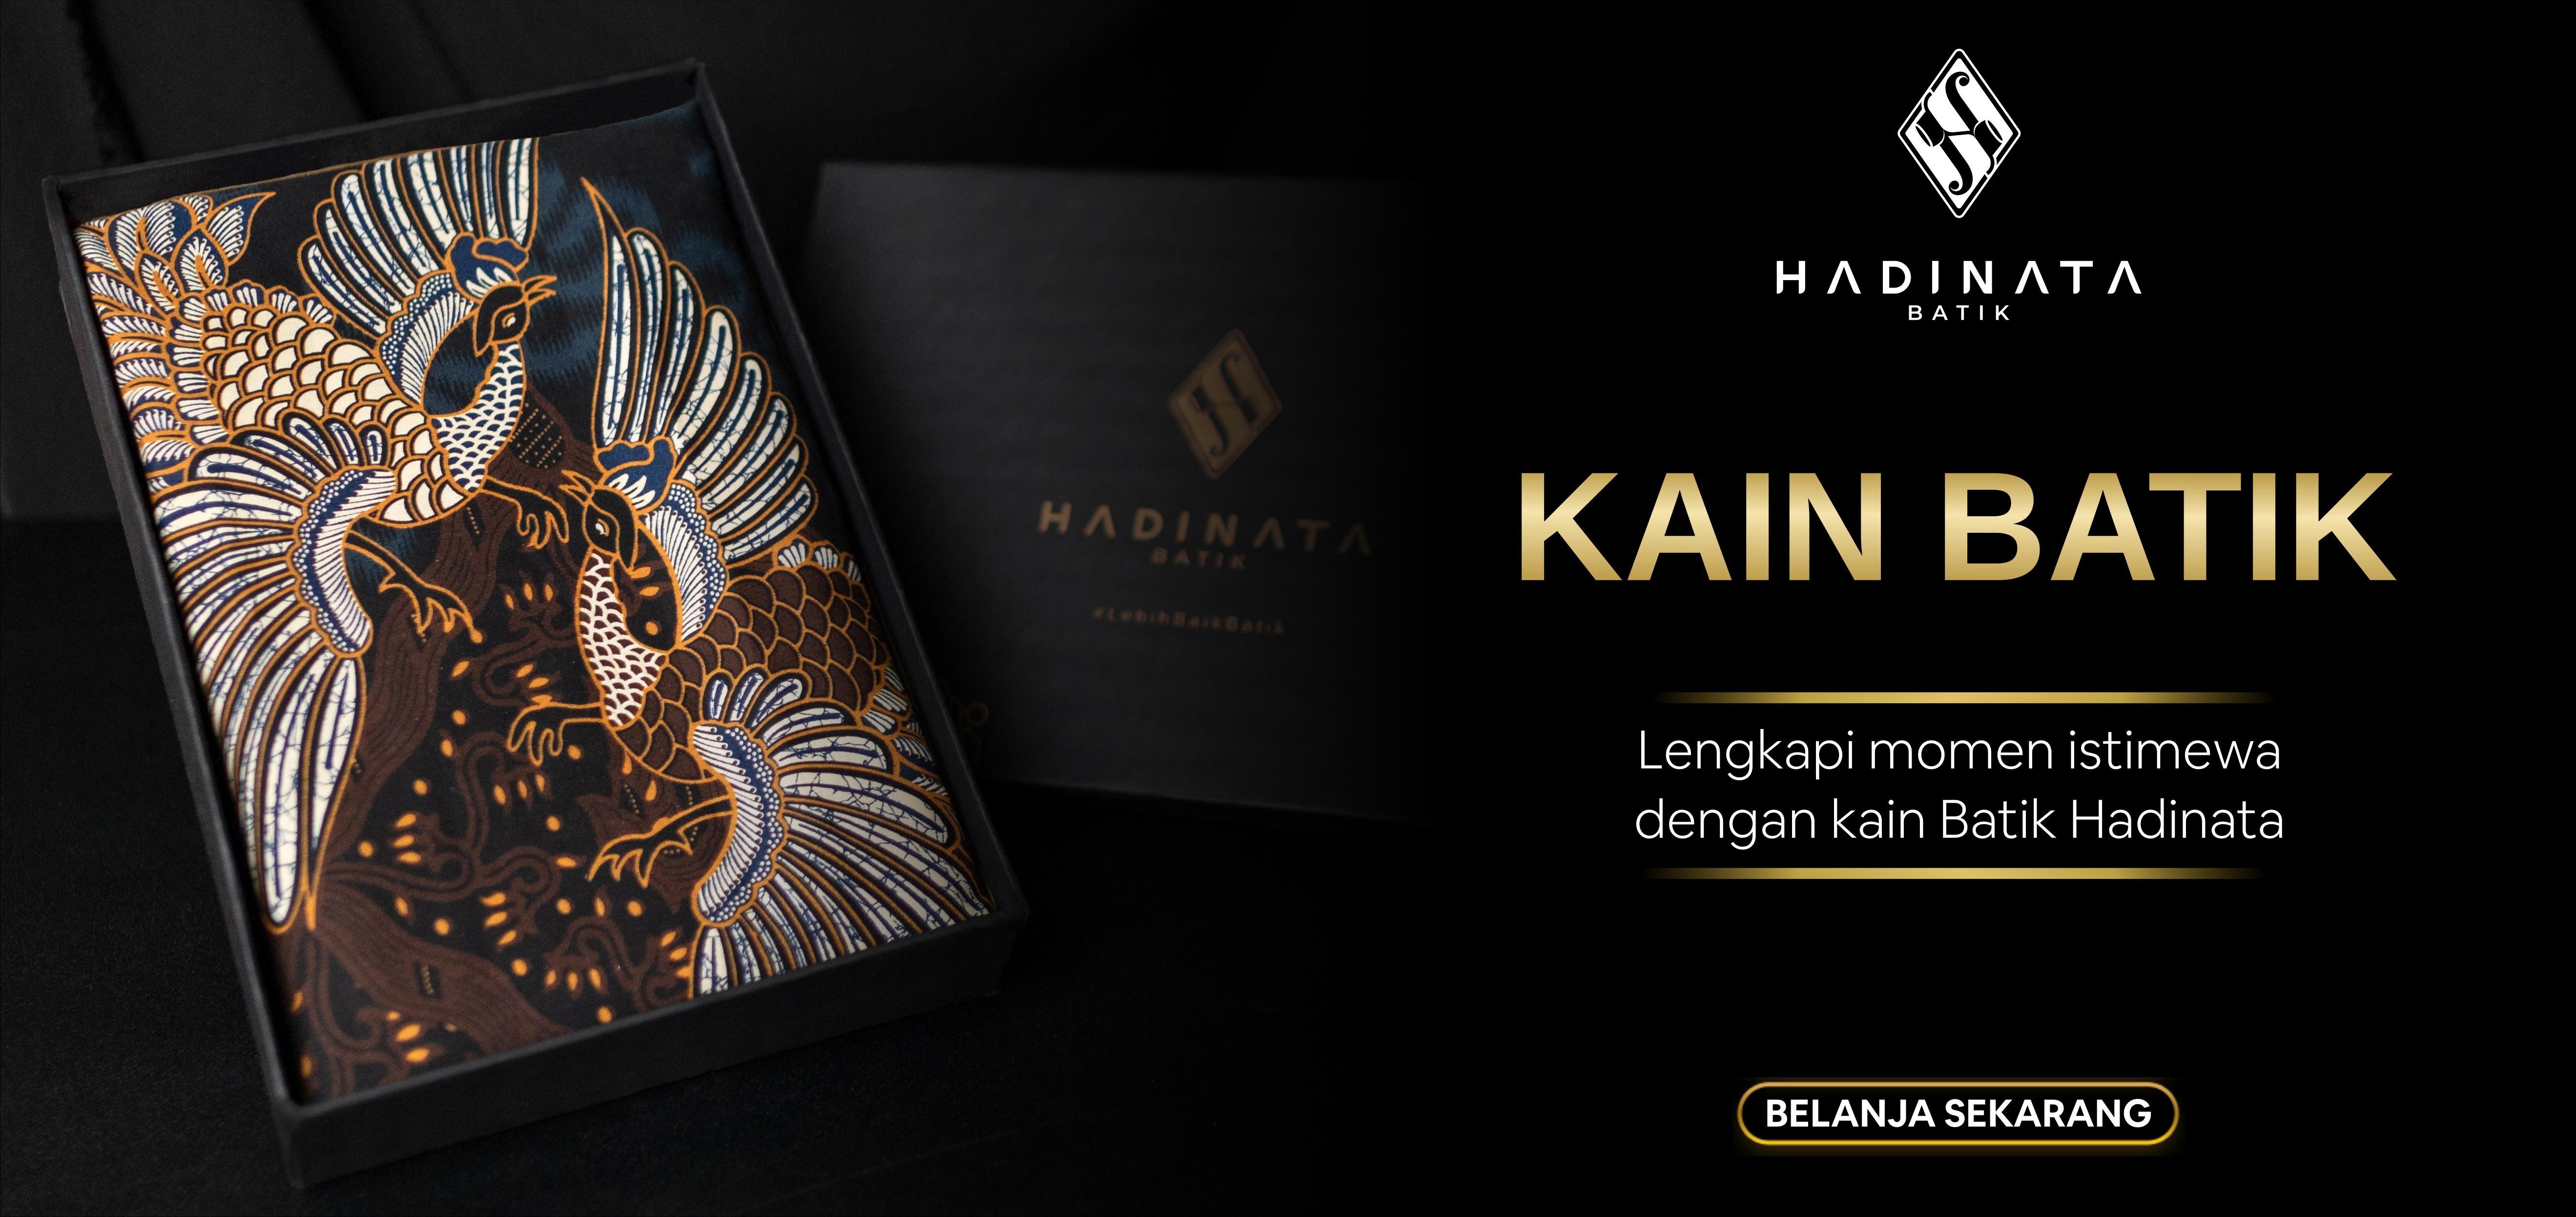 HADINATA
BATIK
#LebihBaikBatik
HADINATA
BATIK
KAIN BATIK
Lengkapi momen istimewa
dengan kain Batik Hadinata
BELANJA SEKARANG